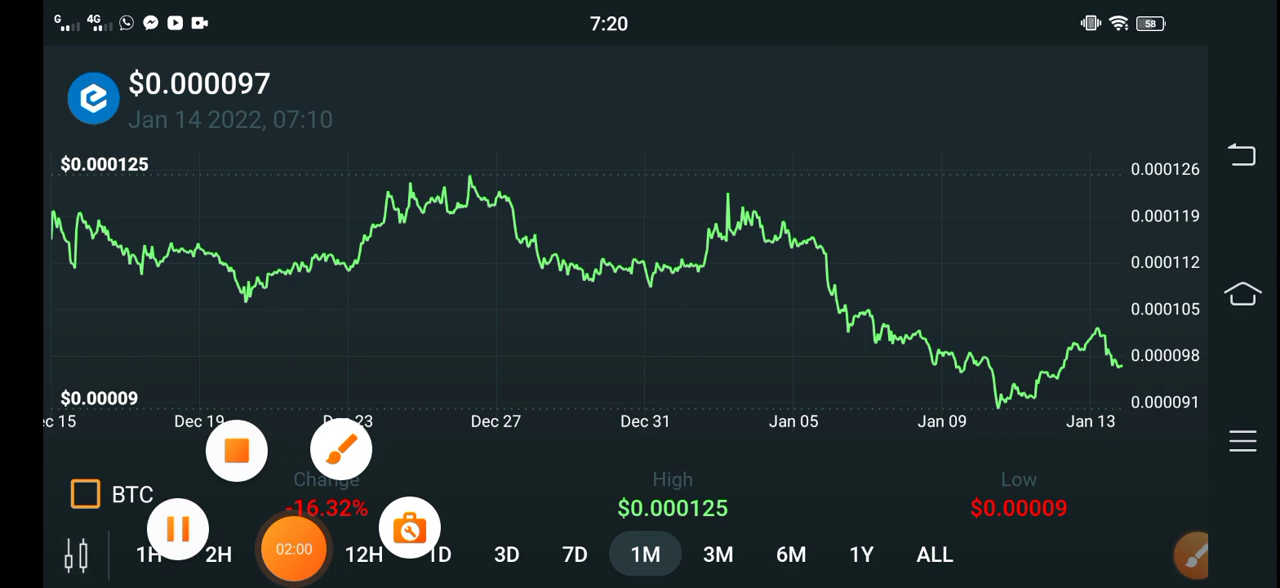 G 4G 7:20 58
$0.000097
Jan 14 2022, 07:10
$0.000125
0.000126
0.000119
0.000112
0.000105
0.000098
$0.00009
0.000091
Dec 19 Dec 27 Dec 31 Jan 05 Jan 09 Jan 13
Change High Low
BTC -16.32% $0.000125 $0.00009
1H 2H 02:00 12H 1D 3D 7D 1M 3M 6M 1Y ALL